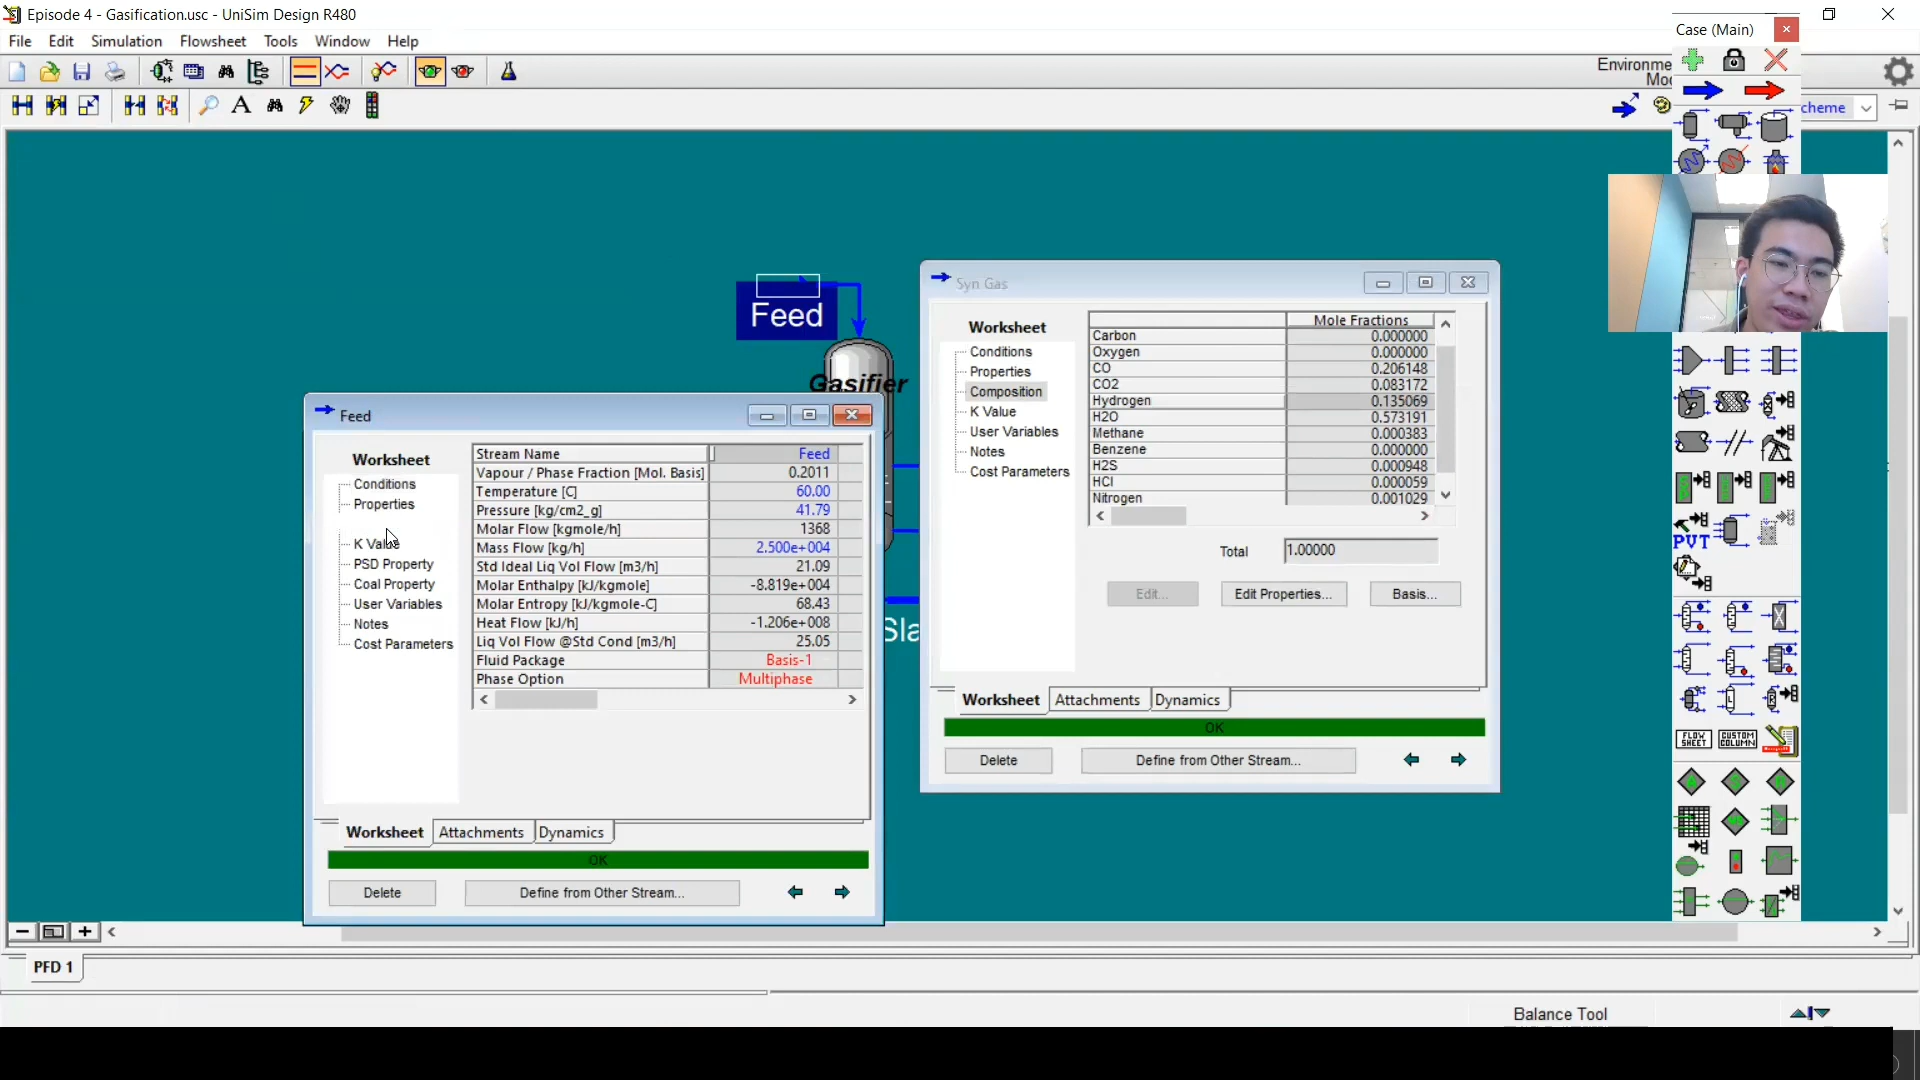 Episode 4 - Gasification.usc - UniSim Design R480
File Edit Simulation Flowsheet Tools Window Help
Case (Main)
Environme
Mod
cheme
Feed
Gasifier
Sla
Syn Gas
Worksheet
Conditions
Properties
Composition
K Value
User Variables
Notes
Cost Parameters
Mole Fractions
Carbon 0.000000
Oxygen 0.000000
CO 0.206148
CO2 0.083172
Hydrogen 0.135069
H2O 0.573191
Methane 0.000383
Benzene 0.000000
H2S 0.000948
HCl 0.000059
Nitrogen 0.001029
Total 1.00000
Edit... Edit Properties... Basis...
Worksheet Attachments Dynamics
OK
Delete Define from Other Stream...
Feed
Worksheet
Conditions
Properties
K Value
PSD Property
Coal Property
User Variables
Notes
Cost Parameters
Stream Name Feed
Vapour / Phase Fraction [Mol. Basis] 0.2011
Temperature [C] 60.00
Pressure [kg/cm2_g] 41.79
Molar Flow [kgmole/h] 1368
Mass Flow [kg/h] 2.500e+004
Std Ideal Liq Vol Flow [m3/h] 21.09
Molar Enthalpy [kJ/kgmole] -8.819e+004
Molar Entropy [kJ/kgmole-C] 68.43
Heat Flow [kJ/h] -1.206e+008
Liq Vol Flow @Std Cond [m3/h] 25.05
Fluid Package Basis-1
Phase Option Multiphase
Worksheet Attachments Dynamics
OK
Delete Define from Other Stream...
PVT
FLOW SHEET
CUSTOM COLUMN
PFD 1
Balance Tool